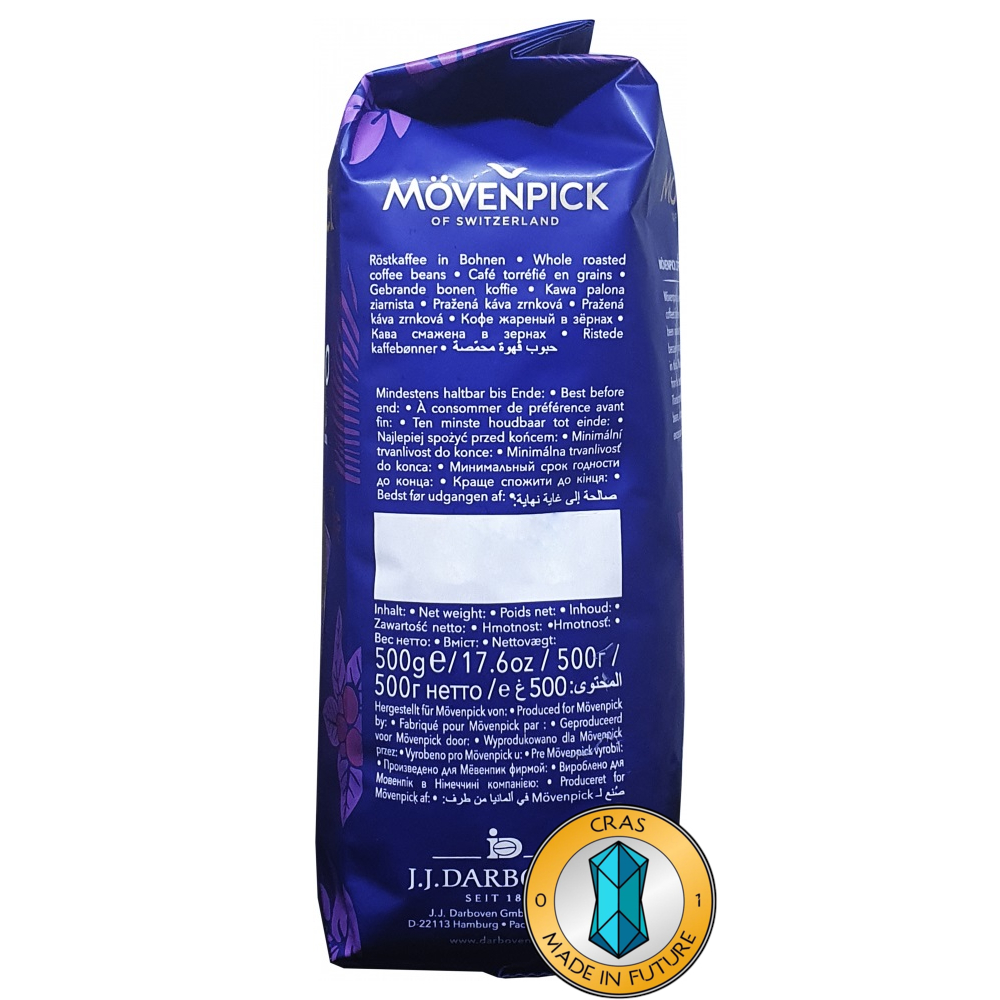 MÖVENPICK
OF SWITZERLAND
Röstkaffee in Bohnen • Whole roasted
coffee beans • Café torréfié en grains •
Gebrande bonen koffie • Kawa palona
ziarnista • Pražená káva zrnková • Pražená
káva zrnková • Кофе жареный в зёрнах •
Кава смажена в зернах • Ristede
kaffebønner • حبوب قهوة محمّصة
Mindestens haltbar bis Ende: • Best before
end: • À consommer de préférence avant
fin: • Ten minste houdbaar tot einde: •
Najlepiej spożyć przed końcem: • Minimální
trvanlivost do konce: • Minimálna trvanlivosť
do konca: • Минимальный срок годности
до конца: • Краще спожити до кінця: •
Bedst før udgangen af: • صالحة إلى غاية نهاية:
Inhalt: • Net weight: • Poids net: • Inhoud: •
Zawartość netto: • Hmotnost: •Hmotnosť: •
Вес нетто: • Вміст: • Nettovægt:
500g e / 17.6oz / 500г /
500г нетто / e المحتوى: 500 غ
Hergestellt für Mövenpick von: • Produced for Mövenpick
by: • Fabriqué pour Mövenpick par : • Geproduceerd
voor Mövenpick door: • Wyprodukowano dla Mövenpick
przez: • Vyrobeno pro Mövenpick u: • Pre Mövenpick vyrobil:
• Произведено для Мёвенпик фирмой: • Вироблено для
Мовенпік в Німеччині компанією: • Produceret for
Mövenpick af: • صُنع لـ Mövenpick في ألمانيا من طرف:
J.J.DARBO
SEIT 18
J.J. Darboven Gmb
D-22113 Hamburg • Pac
www.darboven
CRAS
0 1
MADE IN FUTURE